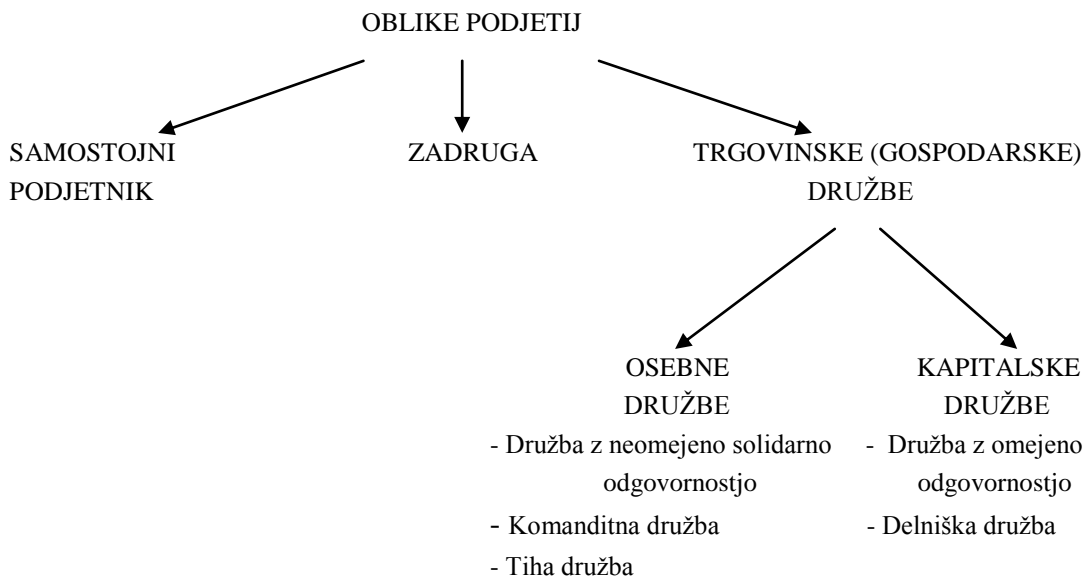 OBLIKE PODJETIJ
SAMOSTOJNI
PODJETNIK
ZADRUGA
TRGOVINSKE (GOSPODARSKE)
DRUŽBE
OSEBNE
DRUŽBE
- Družba z neomejeno solidarno
odgovornostjo
- Komanditna družba
- Tiha družba
KAPITALSKE
DRUŽBE
- Družba z omejeno
odgovornostjo
- Delniška družba